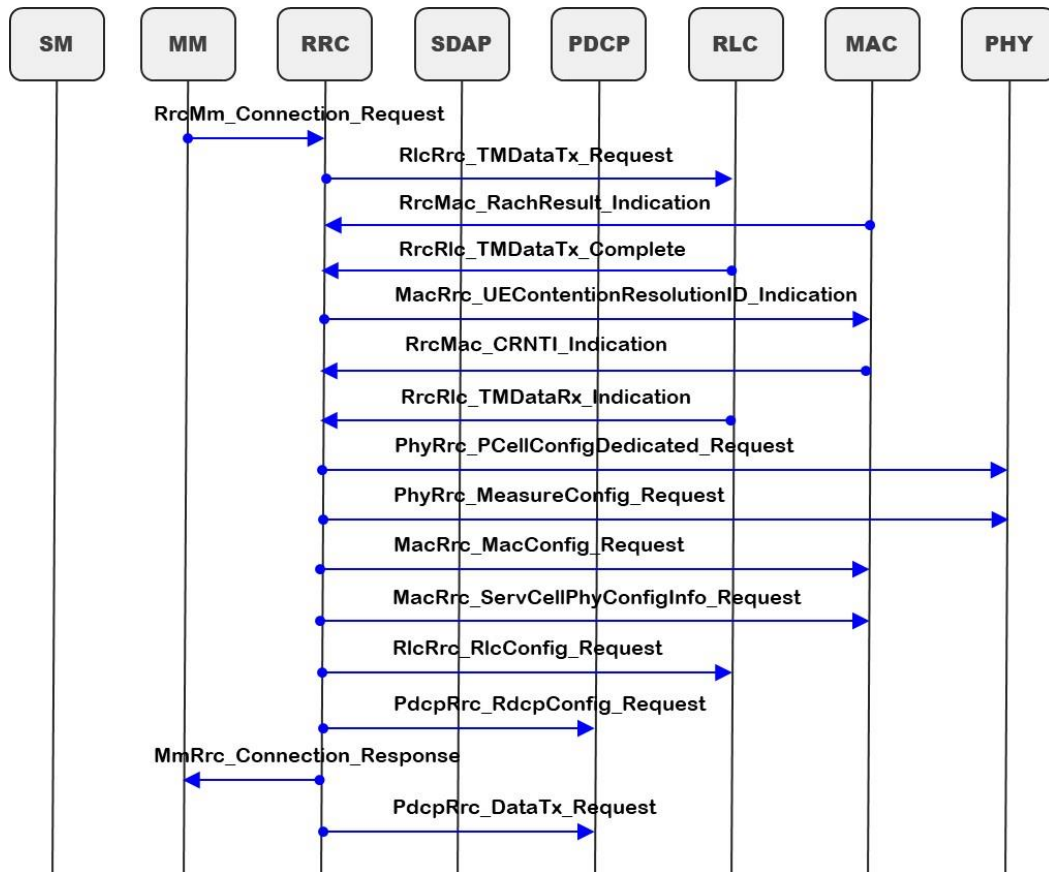 SM
MM
RRC
SDAP
PDCP
RLC
MAC
PHY
RrcMm_Connection_Request
RlcRrc_TMDataTx_Request
RrcMac_RachResult_Indication
RrcRlc_TMDataTx_Complete
MacRrc_UEContentionResolutionID_Indication
RrcMac_CRNTI_Indication
RrcRlc_TMDataRx_Indication
PhyRrc_PCellConfigDedicated_Request
PhyRrc_MeasureConfig_Request
MacRrc_MacConfig_Request
MacRrc_ServCellPhyConfigInfo_Request
RlcRrc_RlcConfig_Request
PdcpRrc_RdcpConfig_Request
MmRrc_Connection_Response
PdcpRrc_DataTx_Request